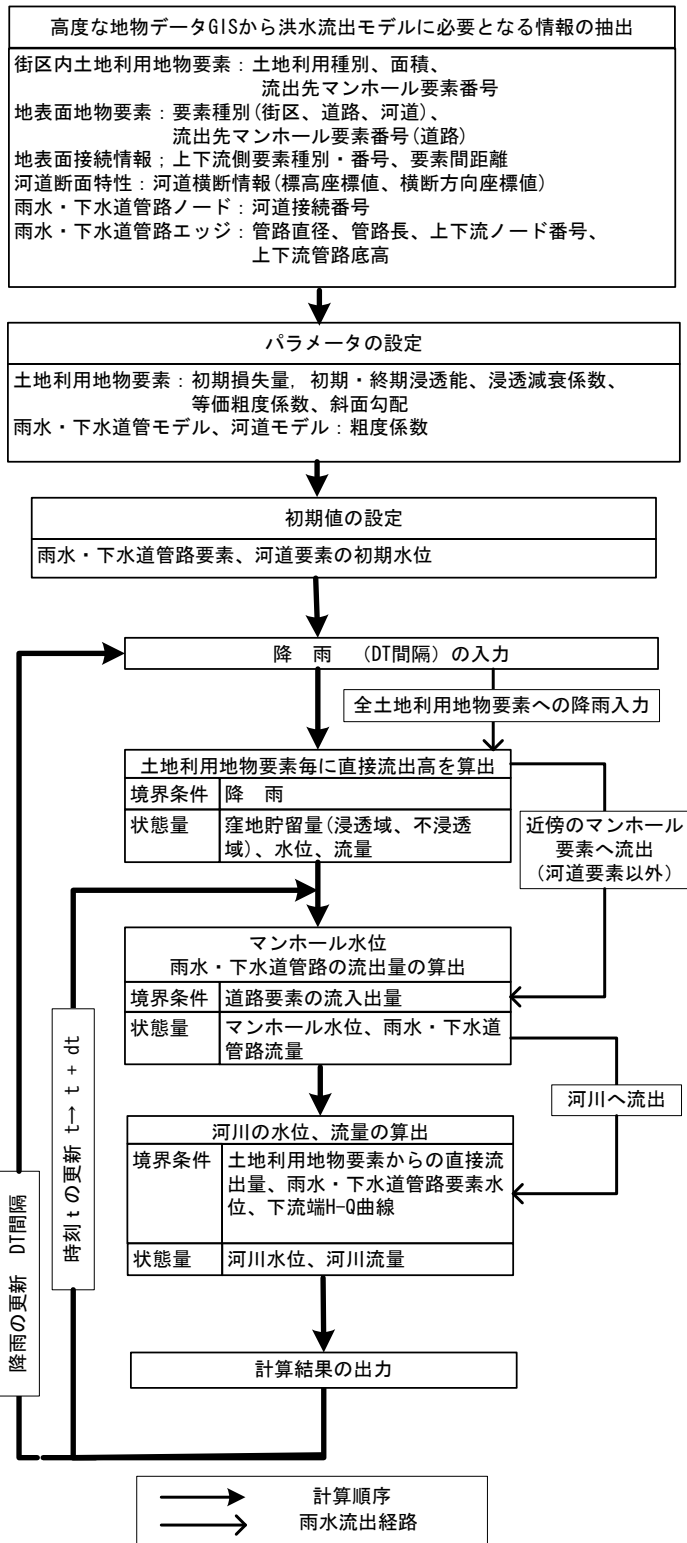 高度な地物データGISから洪水流出モデルに必要となる情報の抽出
街区内土地利用地物要素：土地利用種別、面積、
流出先マンホール要素番号
地表面地物要素：要素種別(街区、道路、河道)、
流出先マンホール要素番号(道路)
地表面接続情報；上下流側要素種別・番号、要素間距離
河道断面特性：河道横断情報(標高座標値、横断方向座標値)
雨水・下水道管路ノード：河道接続番号
雨水・下水道管路エッジ：管路直径、管路長、上下流ノード番号、
上下流管路底高
パラメータの設定
土地利用地物要素：初期損失量, 初期・終期浸透能、浸透減衰係数、
等価粗度係数、斜面勾配
雨水・下水道管モデル、河道モデル：粗度係数
初期値の設定
雨水・下水道管路要素、河道要素の初期水位
降　雨　（DT間隔）の入力
全土地利用地物要素への降雨入力
土地利用地物要素毎に直接流出高を算出
境界条件 降　雨
状態量 窪地貯留量(浸透域、不浸透
域)、水位、流量
近傍のマンホール
要素へ流出
（河道要素以外）
マンホール水位
雨水・下水道管路の流出量の算出
境界条件 道路要素の流入出量
状態量 マンホール水位、雨水・下水道
管路流量
河川へ流出
河川の水位、流量の算出
境界条件 土地利用地物要素からの直接流
出量、雨水・下水道管路要素水
位、下流端H-Q曲線
状態量 河川水位、河川流量
計算結果の出力
時刻ｔの更新 t→ t + dt
降雨の更新　DT間隔
計算順序
雨水流出経路